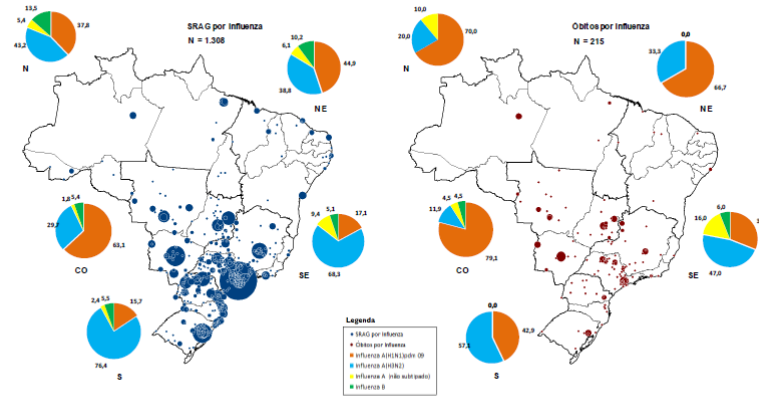 SRAG por Influenza
N = 1.308
13,5
5,4
43,2
37,8
N
10,2
6,1
38,8
44,9
NE
1,8
5,4
63,1
CO
9,4
5,1
17,1
68,3
SE
2,4
5,5
15,7
76,4
S
Óbitos por Influenza
N = 215
10,0
20,0
70,0
N
0,0
33,3
66,7
NE
4,5
4,5
11,9
79,1
CO
6,0
16,0
47,0
SE
0,0
57,1
42,9
S
Legenda
SRAG por Influenza
Óbitos por Influenza
Influenza A(H1N1)pdm 09
Influenza A(H3N2)
Influenza A (não subtipado)
Influenza B